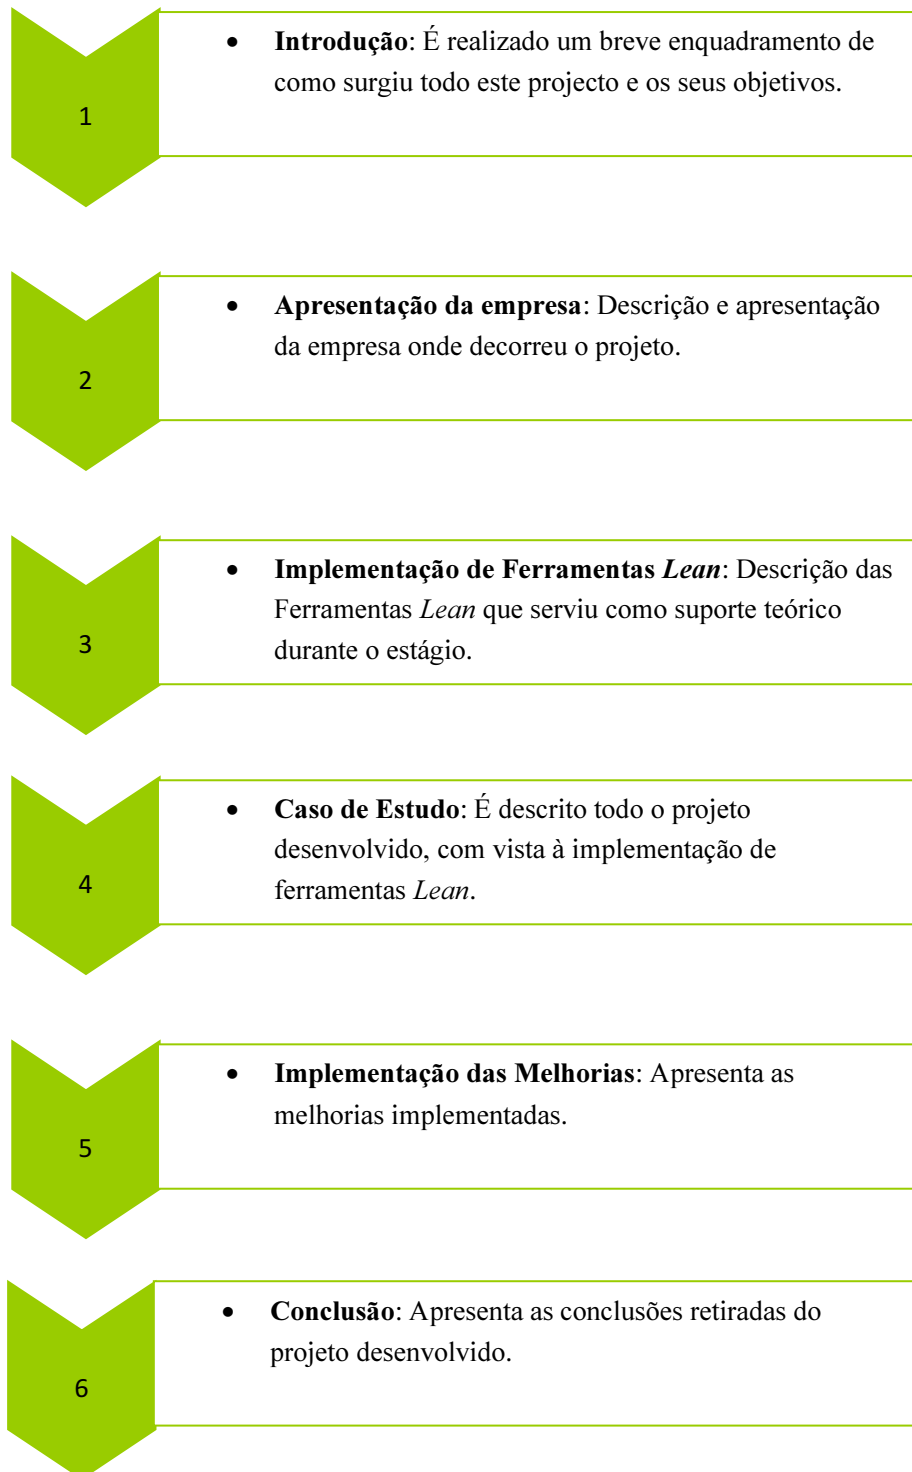 • Introdução: É realizado um breve enquadramento de
como surgiu todo este projecto e os seus objetivos.
1
• Apresentação da empresa: Descrição e apresentação
da empresa onde decorreu o projeto.
2
• Implementação de Ferramentas Lean: Descrição das
Ferramentas Lean que serviu como suporte teórico
durante o estágio.
3
• Caso de Estudo: É descrito todo o projeto
desenvolvido, com vista à implementação de
ferramentas Lean.
4
• Implementação das Melhorias: Apresenta as
melhorias implementadas.
5
• Conclusão: Apresenta as conclusões retiradas do
projeto desenvolvido.
6